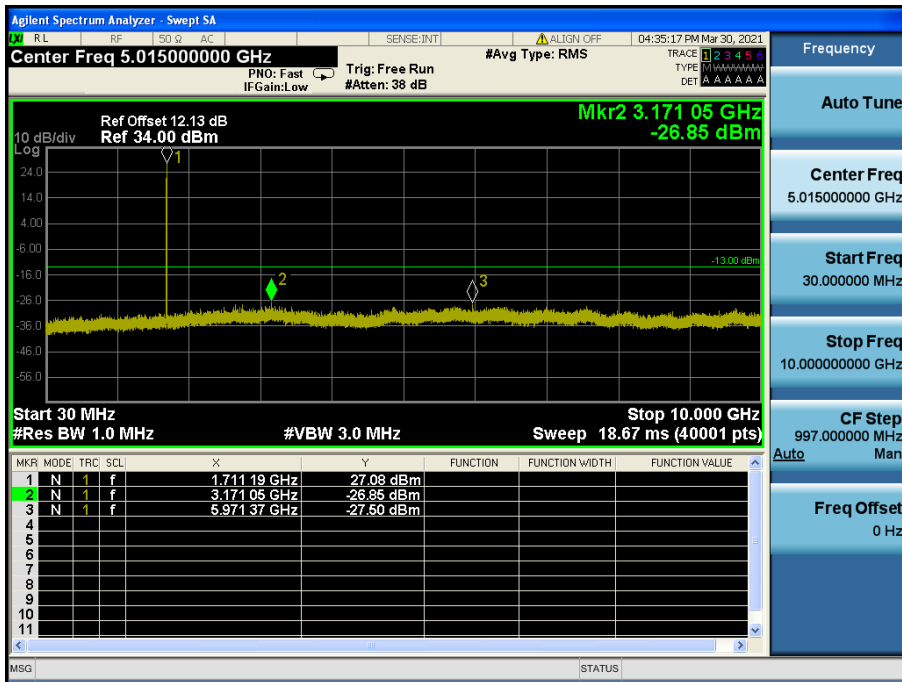 Agilent Spectrum Analyzer - Swept SA
LXI RL RF 50 Ω AC SENSE:INT ALIGN OFF 04:35:17 PM Mar 30, 2021
Center Freq 5.015000000 GHz #Avg Type: RMS TRACE 1 2 3 4 5 6
PNO: Fast Trig: Free Run TYPE M WWWWW
IFGain:Low #Atten: 38 dB DET A A A A A A
Frequency
Auto Tune
Center Freq
5.015000000 GHz
Start Freq
30.000000 MHz
Stop Freq
10.000000000 GHz
CF Step
997.000000 MHz
Auto Man
Freq Offset
0 Hz
Mkr2 3.171 05 GHz
-26.85 dBm
Ref Offset 12.13 dB
10 dB/div Ref 34.00 dBm
Log
1
24.0
14.0
4.00
-6.00
-13.00 dBm
-16.0
2 3
-26.0
-36.0
-46.0
-56.0
Start 30 MHz Stop 10.000 GHz
#Res BW 1.0 MHz #VBW 3.0 MHz Sweep 18.67 ms (40001 pts)
MKR MODE TRC SCL X Y FUNCTION FUNCTION WIDTH FUNCTION VALUE
1 N 1 f 1.711 19 GHz 27.08 dBm
2 N 1 f 3.171 05 GHz -26.85 dBm
3 N 1 f 5.971 37 GHz -27.50 dBm
4
5
6
7
8
9
10
11
MSG STATUS